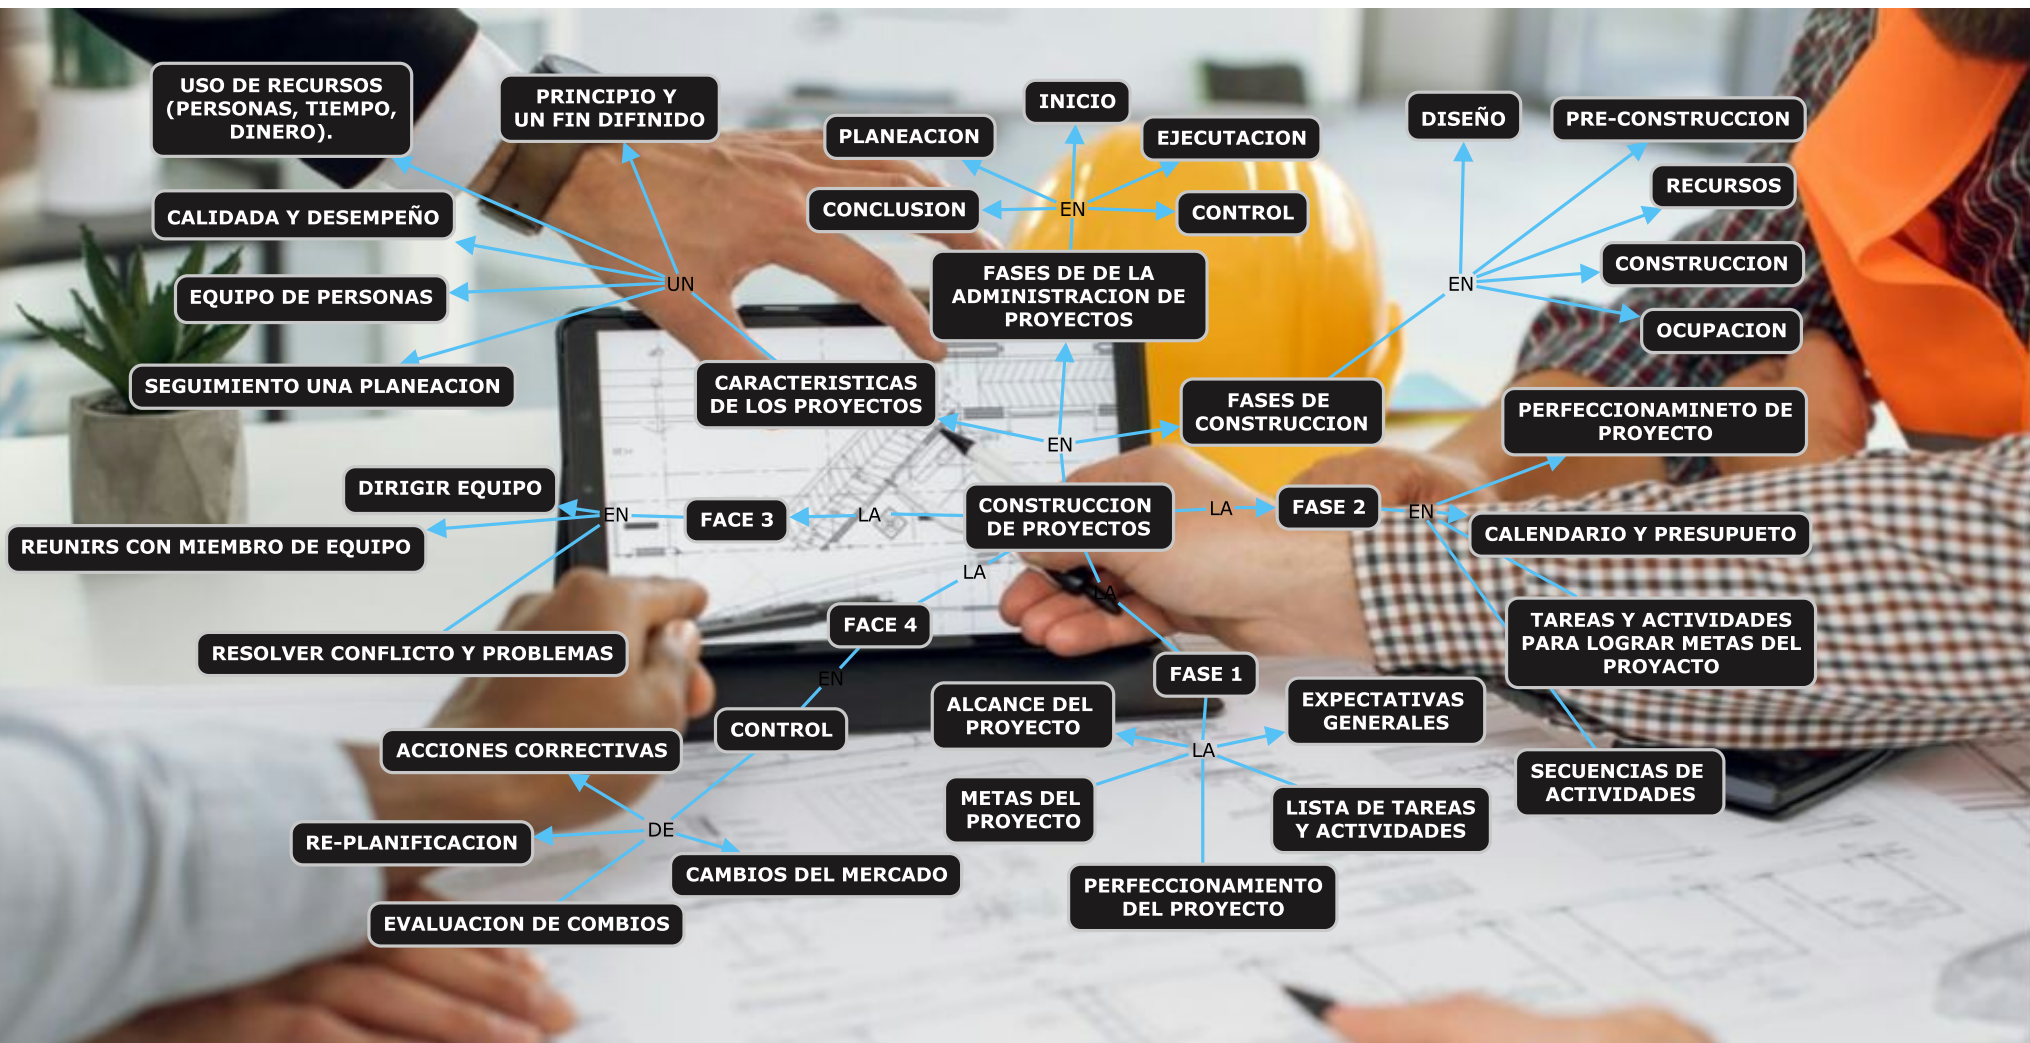 USO DE RECURSOS
(PERSONAS, TIEMPO,
DINERO).
PRINCIPIO Y
UN FIN DIFINIDO
CALIDADA Y DESEMPEÑO
EQUIPO DE PERSONAS
SEGUIMIENTO UNA PLANEACION
UN
CARACTERISTICAS
DE LOS PROYECTOS
INICIO
PLANEACION
EJECUTACION
CONCLUSION
EN
CONTROL
FASES DE DE LA
ADMINISTRACION DE
PROYECTOS
DISEÑO
PRE-CONSTRUCCION
RECURSOS
CONSTRUCCION
EN
OCUPACION
FASES DE
CONSTRUCCION
EN
CONSTRUCCION
DE PROYECTOS
LA
FASE 2
EN
PERFECCIONAMINETO DE
PROYECTO
CALENDARIO Y PRESUPUETO
TAREAS Y ACTIVIDADES
PARA LOGRAR METAS DEL
PROYACTO
SECUENCIAS DE
ACTIVIDADES
LA
FACE 3
EN
DIRIGIR EQUIPO
REUNIRS CON MIEMBRO DE EQUIPO
RESOLVER CONFLICTO Y PROBLEMAS
LA
FACE 4
EN
CONTROL
DE
ACCIONES CORRECTIVAS
RE-PLANIFICACION
CAMBIOS DEL MERCADO
EVALUACION DE COMBIOS
LA
FASE 1
LA
ALCANCE DEL
PROYECTO
EXPECTATIVAS
GENERALES
METAS DEL
PROYECTO
LISTA DE TAREAS
Y ACTIVIDADES
PERFECCIONAMIENTO
DEL PROYECTO